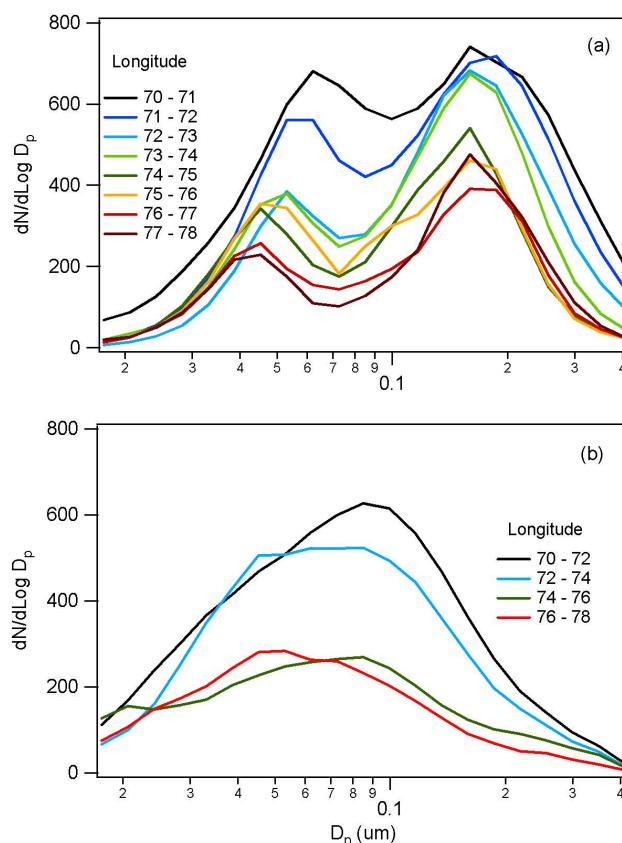 (a)
Longitude
70 - 71
71 - 72
72 - 73
73 - 74
74 - 75
75 - 76
76 - 77
77 - 78
800
600
400
200
0
dN/dLog Dp
2 3 4 5 6 7 8 9 0.1 2 3 4
(b)
Longitude
70 - 72
72 - 74
74 - 76
76 - 78
800
600
400
200
0
dN/dLog Dp
2 3 4 5 6 7 8 9 0.1 2 3 4
Dp (um)